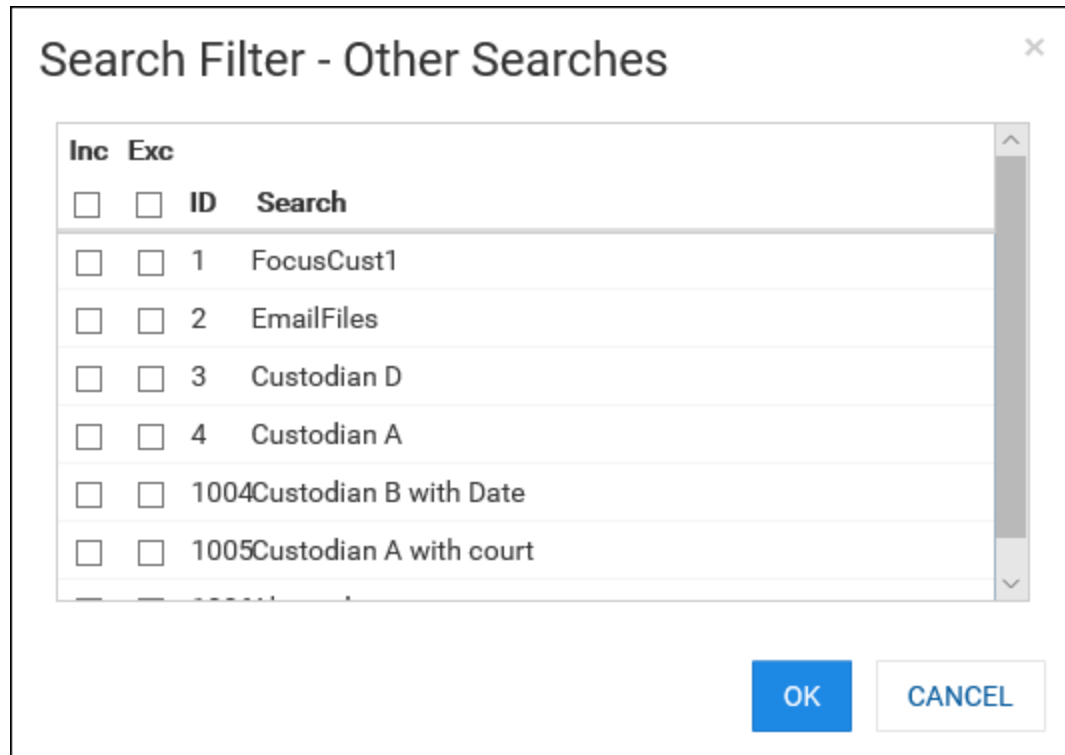 Search Filter - Other Searches
×
Inc Exc
ID Search
1 FocusCust1
2 EmailFiles
3 Custodian D
4 Custodian A
1004Custodian B with Date
1005Custodian A with court
OK CANCEL